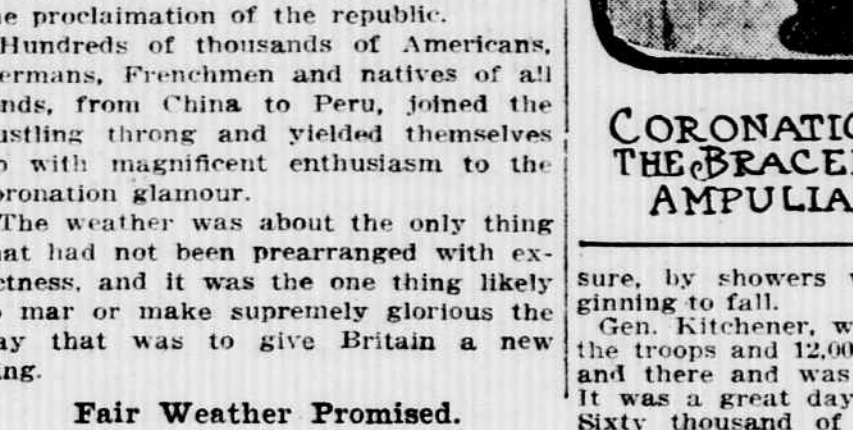 e proclaimation of the republic.
Hundreds of thousands of Americans,
ermans, Frenchmen and natives of all
nds, from China to Peru, joined the
ustling throng and yielded themselves
p with magnificent enthusiasm to the
oronation glamour.
The weather was about the only thing
hat had not been prearranged with ex-
ctness, and it was the one thing likely
o mar or make supremely glorious the
ay that was to give Britain a new
ing.
Fair Weather Promised.
CORONATIO
THE BRACE
AMPULLA
sure, by showers
ginning to fall.
Gen. Kitchener, w
the troops and 12,00
and there and was
It was a great day
Sixty thousand of